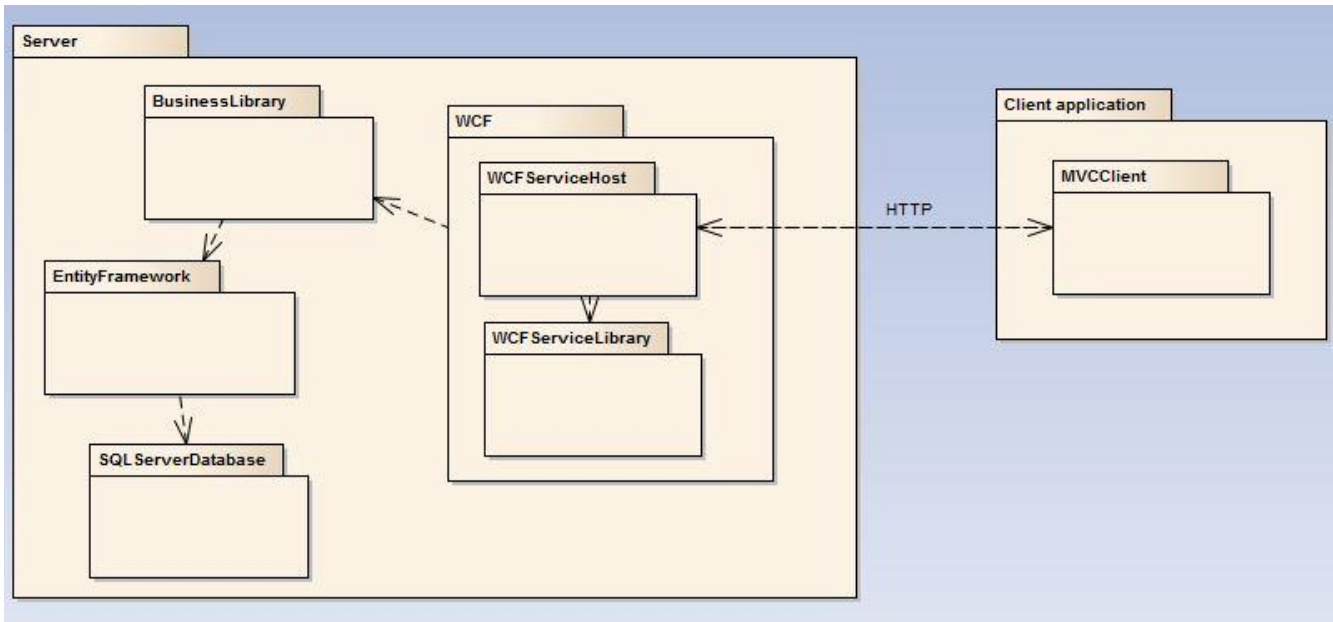 Server
BusinessLibrary
WCF
Client application
WCFServiceHost
MVCClient
HTTP
EntityFramework
WCFServiceLibrary
SQLServerDatabase